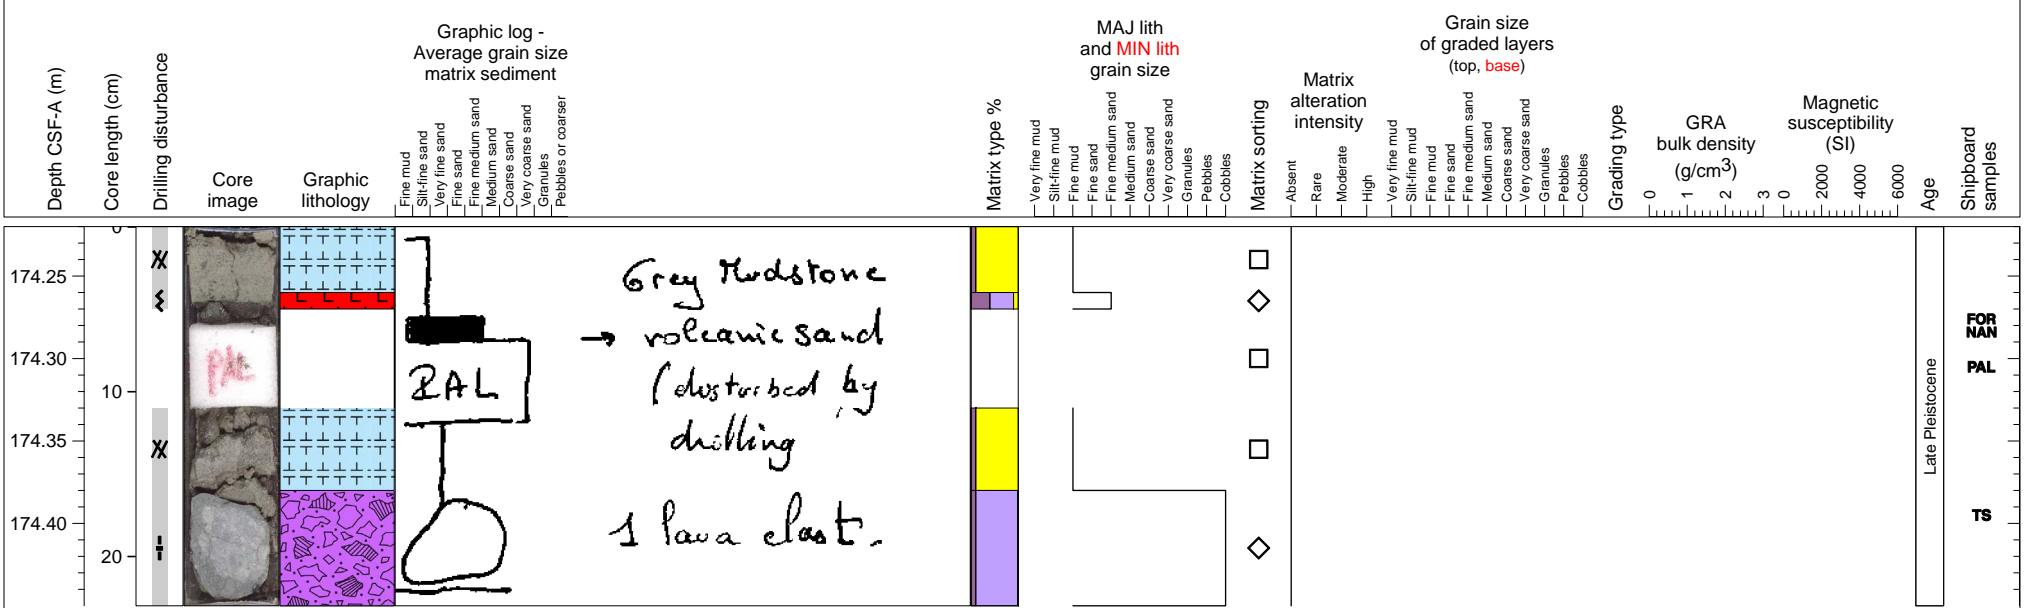 Depth CSF-A (m)
Core length (cm)
Drilling disturbance
Core
image
Graphic
lithology
Graphic log -
Average grain size
matrix sediment
Fine mud
Silt-fine sand
Very fine sand
Fine sand
Fine medium sand
Medium sand
Coarse sand
Very coarse sand
Granules
Pebbles or coarser
Matrix type %
MAJ lith
and MIN lith
grain size
Very fine mud
Silt-fine mud
Fine mud
Fine sand
Fine medium sand
Medium sand
Coarse sand
Very coarse sand
Granules
Pebbles
Cobbles
Matrix sorting
Matrix
alteration
intensity
Absent
Rare
Moderate
High
Grain size
of graded layers
(top, base)
Very fine mud
Silt-fine mud
Fine mud
Fine sand
Fine medium sand
Medium sand
Coarse sand
Very coarse sand
Granules
Pebbles
Cobbles
Grading type
GRA
bulk density
(g/cm3)
0
1
2
3
Magnetic
susceptibility
(SI)
0
2000
4000
6000
Age
Shipboard
samples
0
174.25
174.30
10
174.35
174.40
20
PAL
PAL
Grey Mudstone
→ volcanic sand
(disturbed by
drilling
1 lava clast.
Late Pleistocene
FOR
NAN
PAL
TS